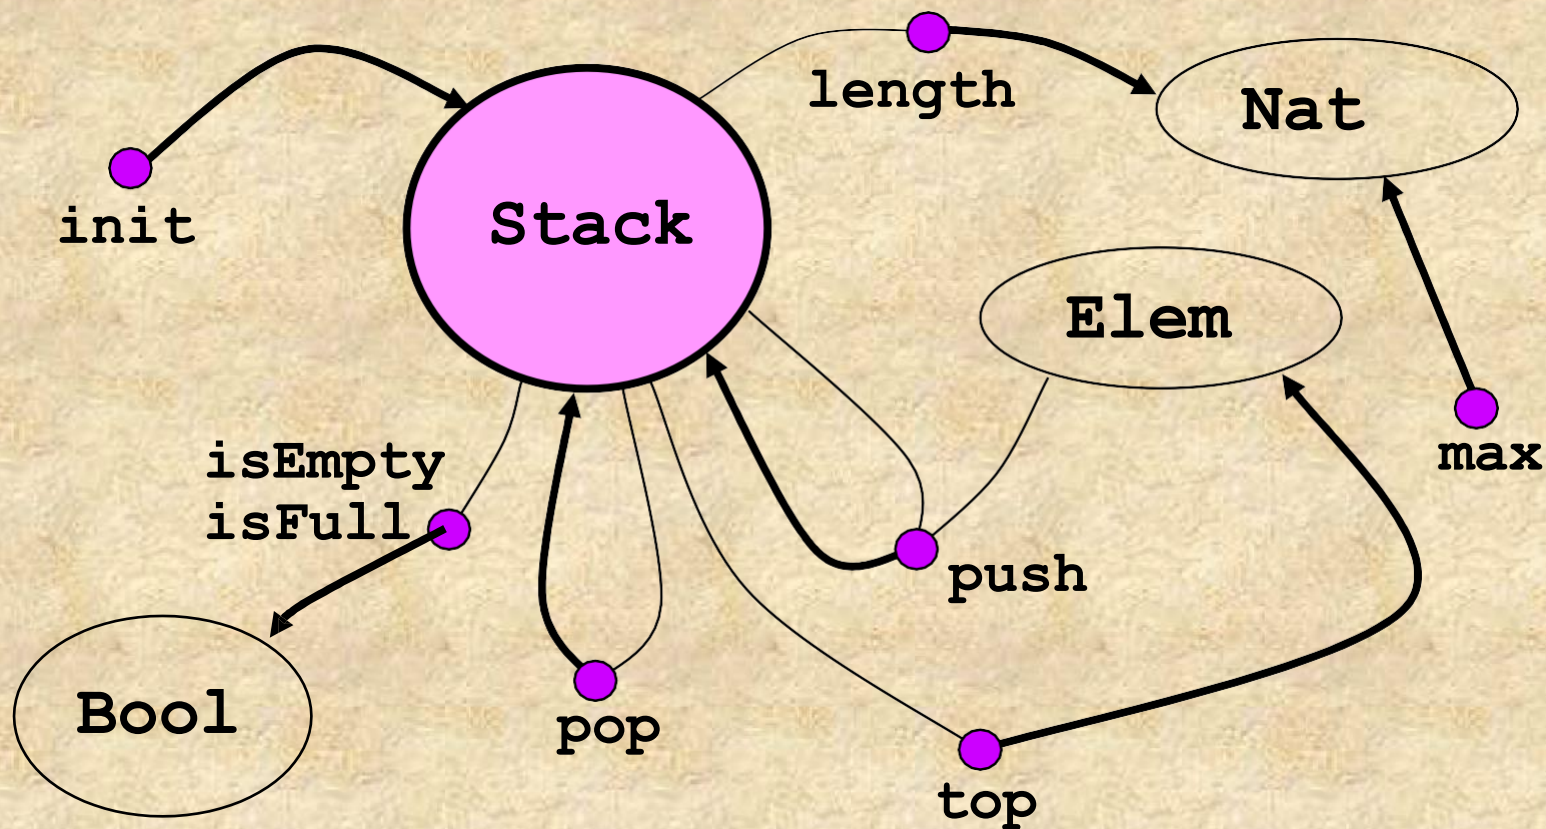 length
Nat
init
Stack
Elem
isEmpty
isFull
max
push
Bool
pop
top